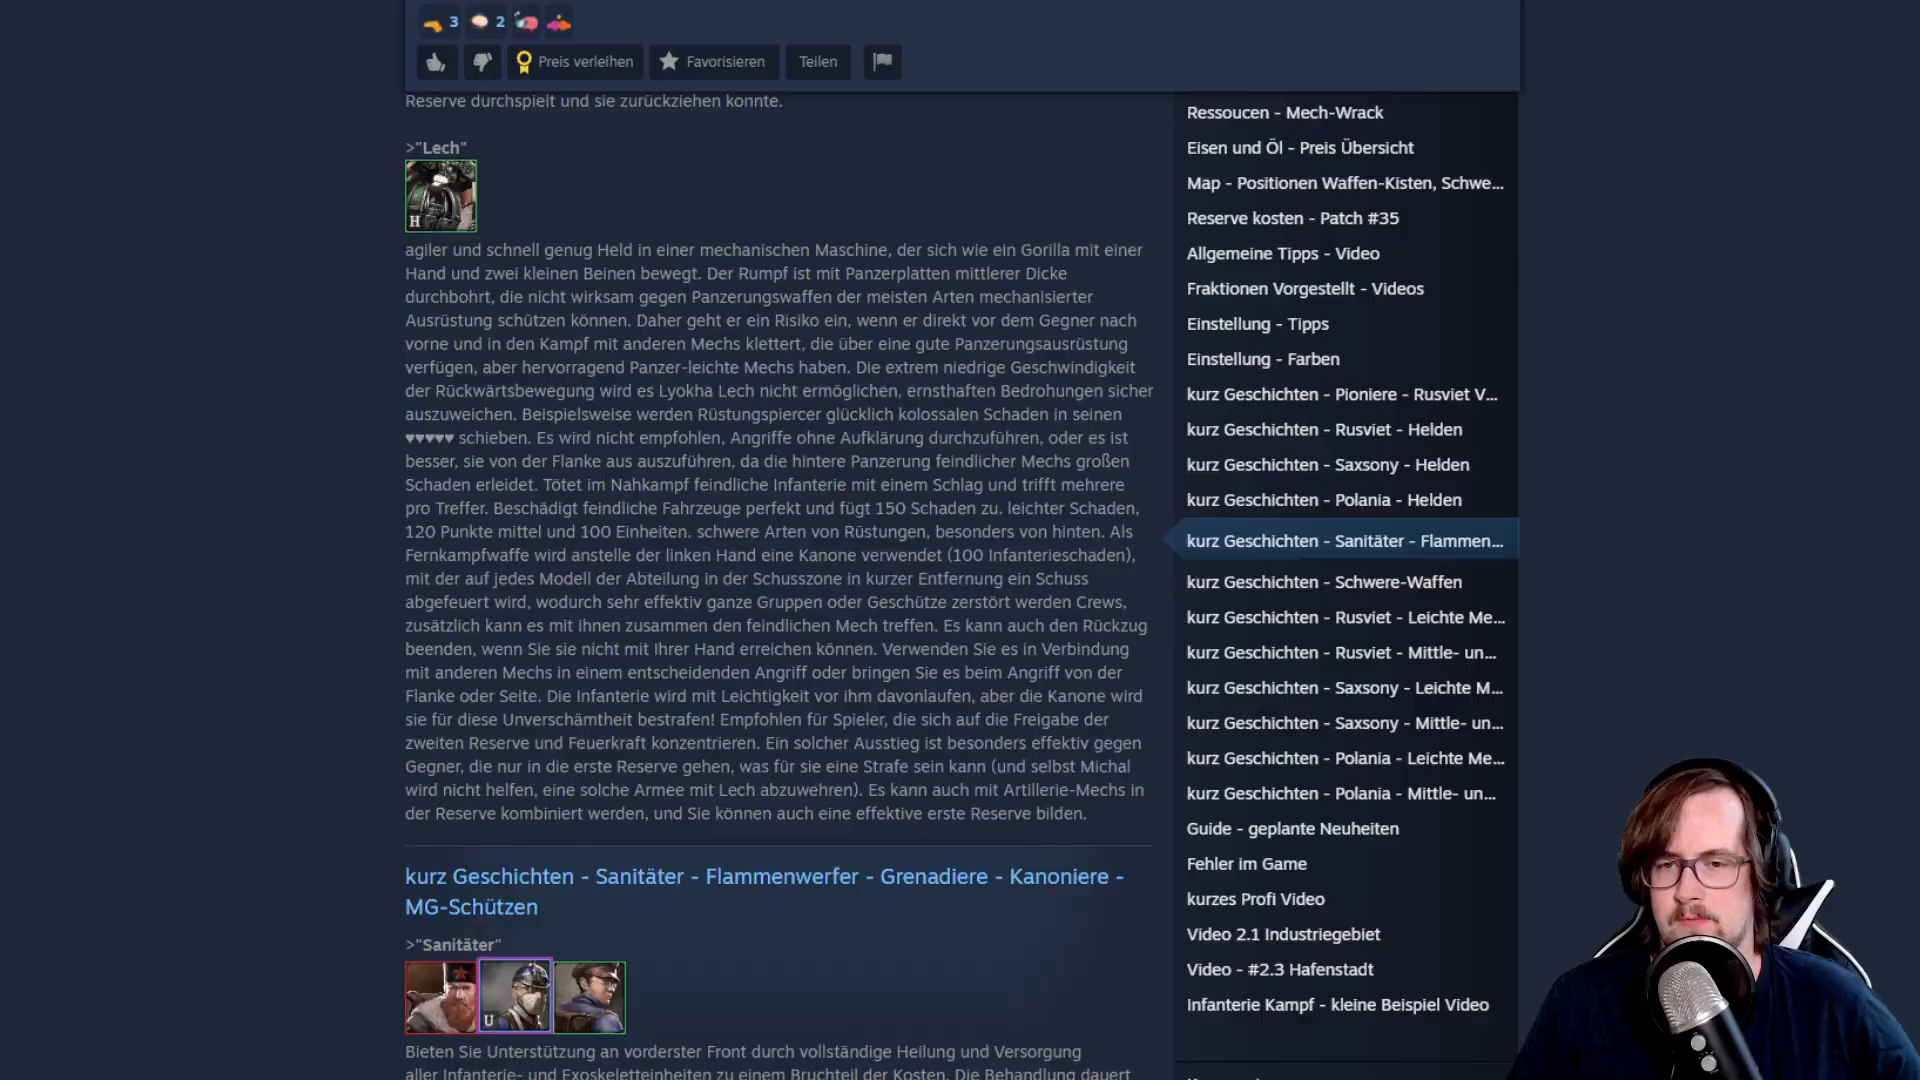 3
2
Preis verleihen
Favorisieren
Teilen
Reserve durchspielt und sie zurückziehen konnte.
>"Lech"
H
agiler und schnell genug Held in einer mechanischen Maschine, der sich wie ein Gorilla mit einer
Hand und zwei kleinen Beinen bewegt. Der Rumpf ist mit Panzerplatten mittlerer Dicke
durchbohrt, die nicht wirksam gegen Panzerungswaffen der meisten Arten mechanisierter
Ausrüstung schützen können. Daher geht er ein Risiko ein, wenn er direkt vor dem Gegner nach
vorne und in den Kampf mit anderen Mechs klettert, die über eine gute Panzerungsausrüstung
verfügen, aber hervorragend Panzer-leichte Mechs haben. Die extrem niedrige Geschwindigkeit
der Rückwärtsbewegung wird es Lyokha Lech nicht ermöglichen, ernsthaften Bedrohungen sicher
auszuweichen. Beispielsweise werden Rüstungspiercer glücklich kolossalen Schaden in seinen
♥♥♥♥♥ schieben. Es wird nicht empfohlen, Angriffe ohne Aufklärung durchzuführen, oder es ist
besser, sie von der Flanke aus auszuführen, da die hintere Panzerung feindlicher Mechs großen
Schaden erleidet. Tötet im Nahkampf feindliche Infanterie mit einem Schlag und trifft mehrere
pro Treffer. Beschädigt feindliche Fahrzeuge perfekt und fügt 150 Schaden zu. leichter Schaden,
120 Punkte mittel und 100 Einheiten. schwere Arten von Rüstungen, besonders von hinten. Als
Fernkampfwaffe wird anstelle der linken Hand eine Kanone verwendet (100 Infanterieschaden),
mit der auf jedes Modell der Abteilung in der Schusszone in kurzer Entfernung ein Schuss
abgefeuert wird, wodurch sehr effektiv ganze Gruppen oder Geschütze zerstört werden Crews,
zusätzlich kann es mit ihnen zusammen den feindlichen Mech treffen. Es kann auch den Rückzug
beenden, wenn Sie sie nicht mit Ihrer Hand erreichen können. Verwenden Sie es in Verbindung
mit anderen Mechs in einem entscheidenden Angriff oder bringen Sie es beim Angriff von der
Flanke oder Seite. Die Infanterie wird mit Leichtigkeit vor ihm davonlaufen, aber die Kanone wird
sie für diese Unverschämtheit bestrafen! Empfohlen für Spieler, die sich auf die Freigabe der
zweiten Reserve und Feuerkraft konzentrieren. Ein solcher Ausstieg ist besonders effektiv gegen
Gegner, die nur in die erste Reserve gehen, was für sie eine Strafe sein kann (und selbst Michal
wird nicht helfen, eine solche Armee mit Lech abzuwehren). Es kann auch mit Artillerie-Mechs in
der Reserve kombiniert werden, und Sie können auch eine effektive erste Reserve bilden.
kurz Geschichten - Sanitäter - Flammenwerfer - Grenadiere - Kanoniere -
MG-Schützen
>"Sanitäter"
U
Bieten Sie Unterstützung an vorderster Front durch vollständige Heilung und Versorgung
aller Infanterie- und Exoskeletteinheiten zu einem Bruchteil der Kosten. Die Behandlung dauert
Ressoucen - Mech-Wrack
Eisen und Öl - Preis Übersicht
Map - Positionen Waffen-Kisten, Schwe...
Reserve kosten - Patch #35
Allgemeine Tipps - Video
Fraktionen Vorgestellt - Videos
Einstellung - Tipps
Einstellung - Farben
kurz Geschichten - Pioniere - Rusviet V...
kurz Geschichten - Rusviet - Helden
kurz Geschichten - Saxsony - Helden
kurz Geschichten - Polania - Helden
kurz Geschichten - Sanitäter - Flammen...
kurz Geschichten - Schwere-Waffen
kurz Geschichten - Rusviet - Leichte Me...
kurz Geschichten - Rusviet - Mittle- un...
kurz Geschichten - Saxsony - Leichte M...
kurz Geschichten - Saxsony - Mittle- un...
kurz Geschichten - Polania - Leichte Me...
kurz Geschichten - Polania - Mittle- un...
Guide - geplante Neuheiten
Fehler im Game
kurzes Profi Video
Video 2.1 Industriegebiet
Video - #2.3 Hafenstadt
Infanterie Kampf - kleine Beispiel Video